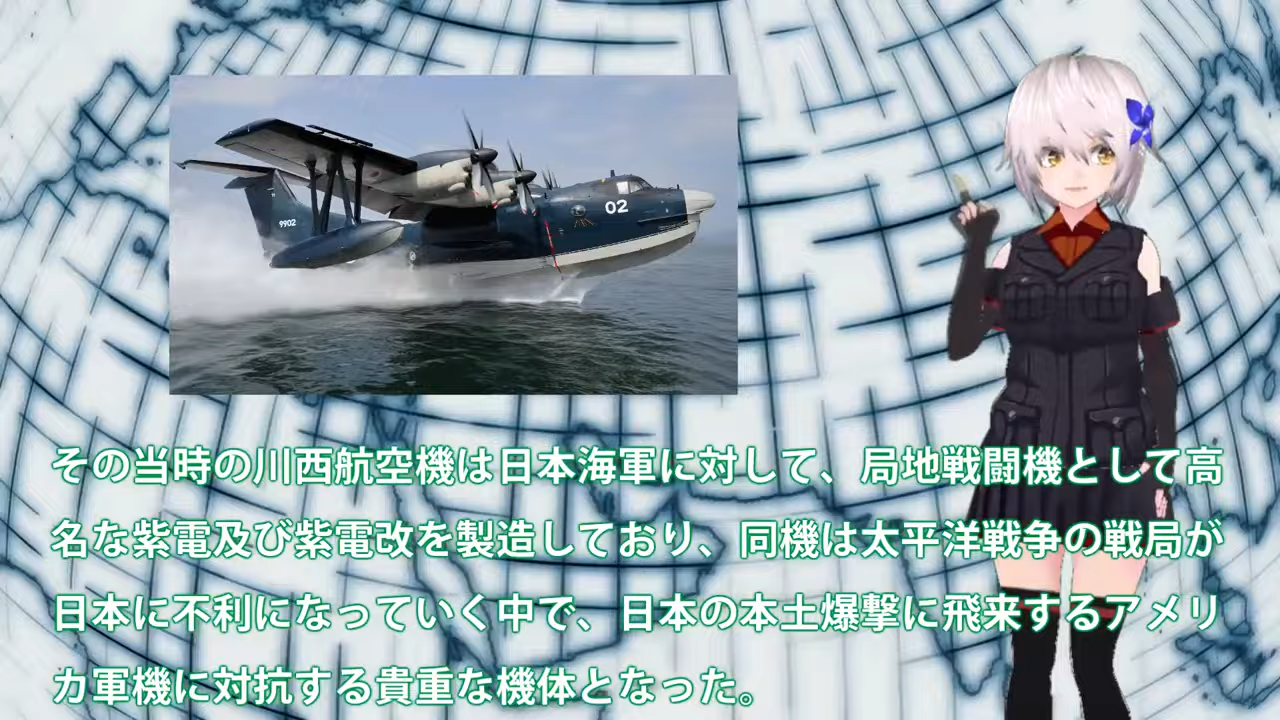 02
9902
その当時の川西航空機は日本海軍に対して、局地戦闘機として高
名な紫電及び紫電改を製造しており、同機は太平洋戦争の戦局が
日本に不利になっていく中で、日本の本土爆撃に飛来するアメリ
カ軍機に対抗する貴重な機体となった。